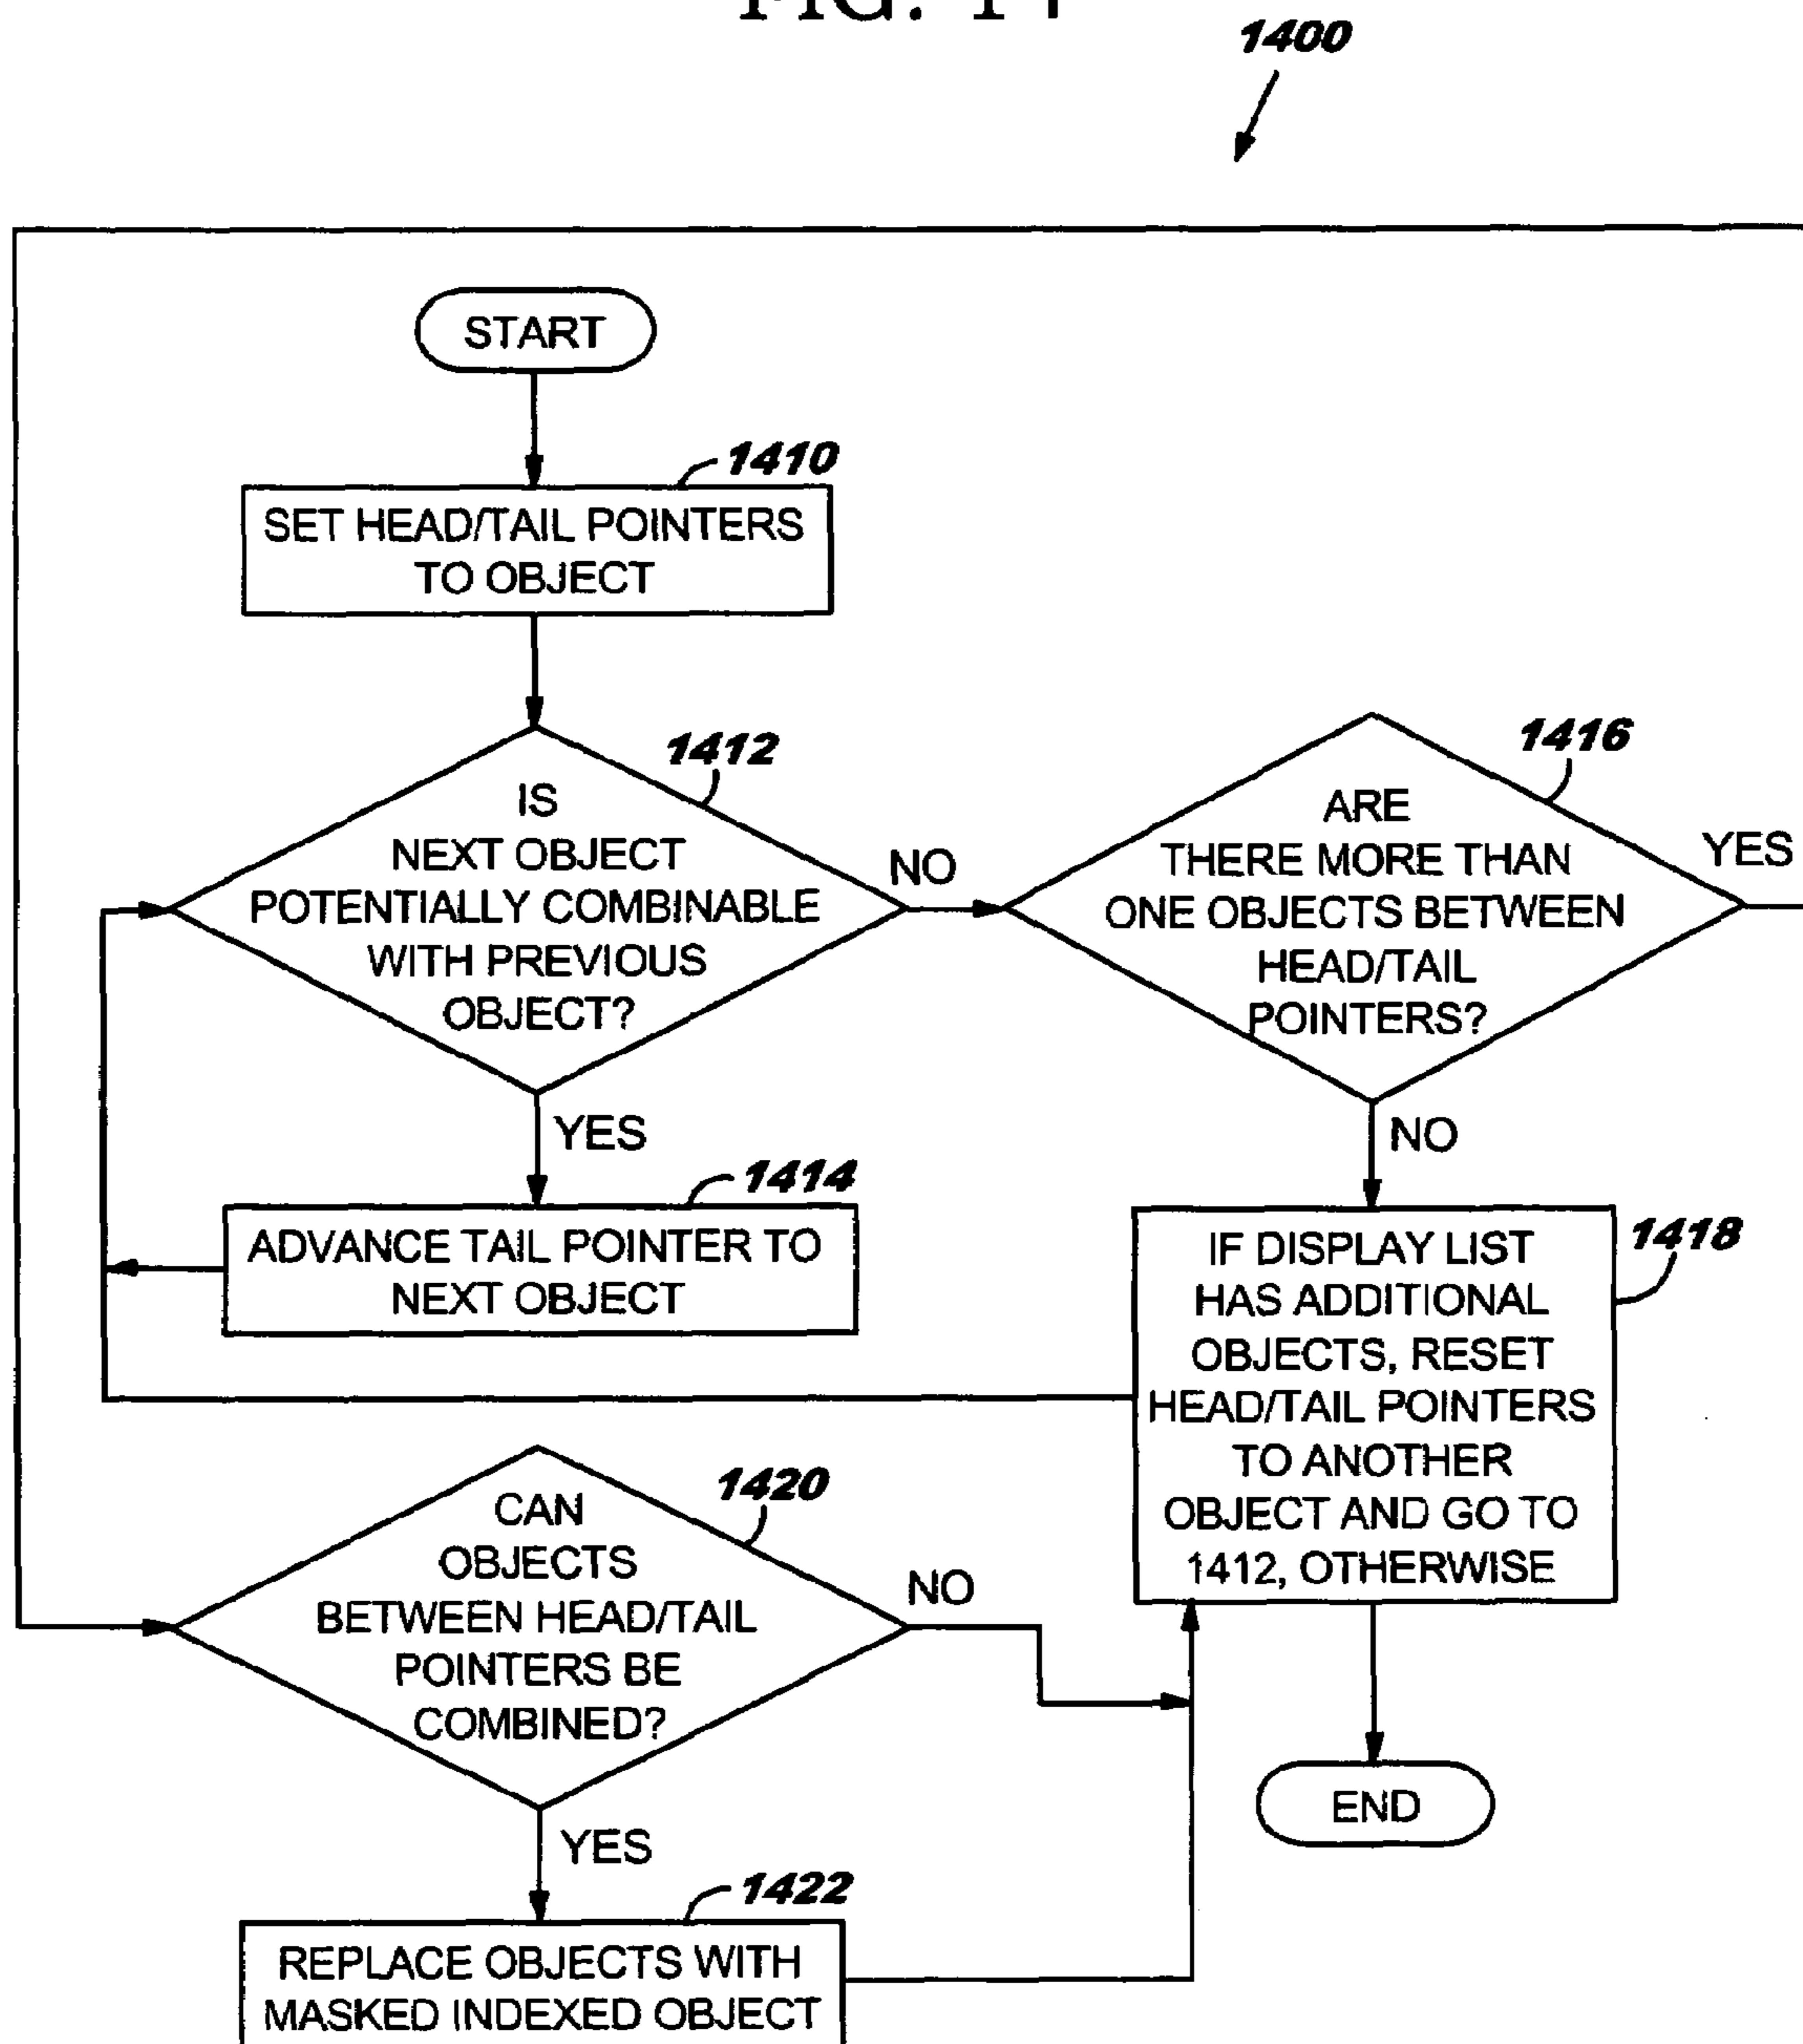 FIG. 14
1400
START
1410
SET HEAD/TAIL POINTERS
TO OBJECT
1412
IS
NEXT OBJECT
POTENTIALLY COMBINABLE
WITH PREVIOUS
OBJECT?
NO
YES
1416
ARE
THERE MORE THAN
ONE OBJECTS BETWEEN
HEAD/TAIL
POINTERS?
YES
NO
1414
ADVANCE TAIL POINTER TO
NEXT OBJECT
1418
IF DISPLAY LIST
HAS ADDITIONAL
OBJECTS, RESET
HEAD/TAIL POINTERS
TO ANOTHER
OBJECT AND GO TO
1412, OTHERWISE
1420
CAN
OBJECTS
BETWEEN HEAD/TAIL
POINTERS BE
COMBINED?
NO
YES
END
1422
REPLACE OBJECTS WITH
MASKED INDEXED OBJECT